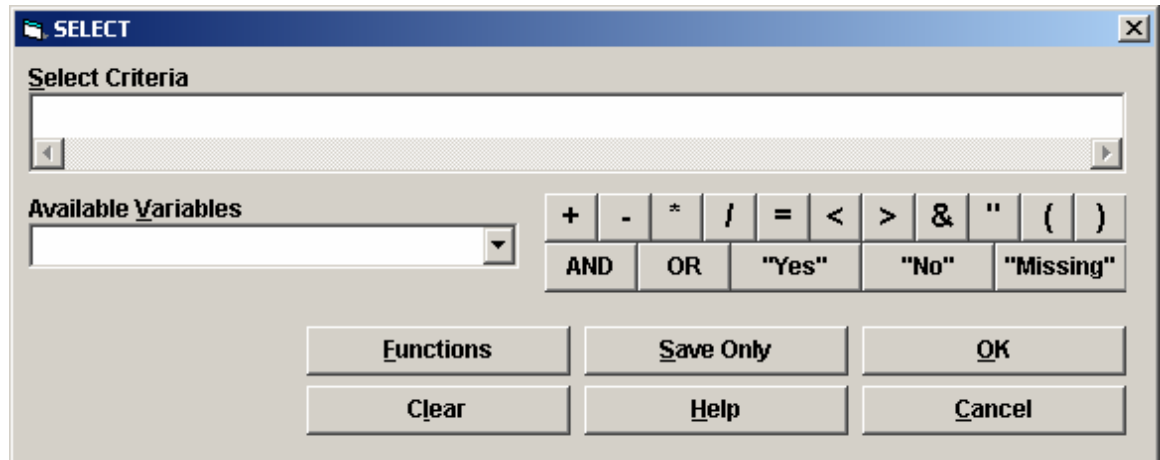 SELECT
Select Criteria
Available Variables
+ - * / = < > & " ( )
AND OR "Yes" "No" "Missing"
Functions Save Only OK
Clear Help Cancel